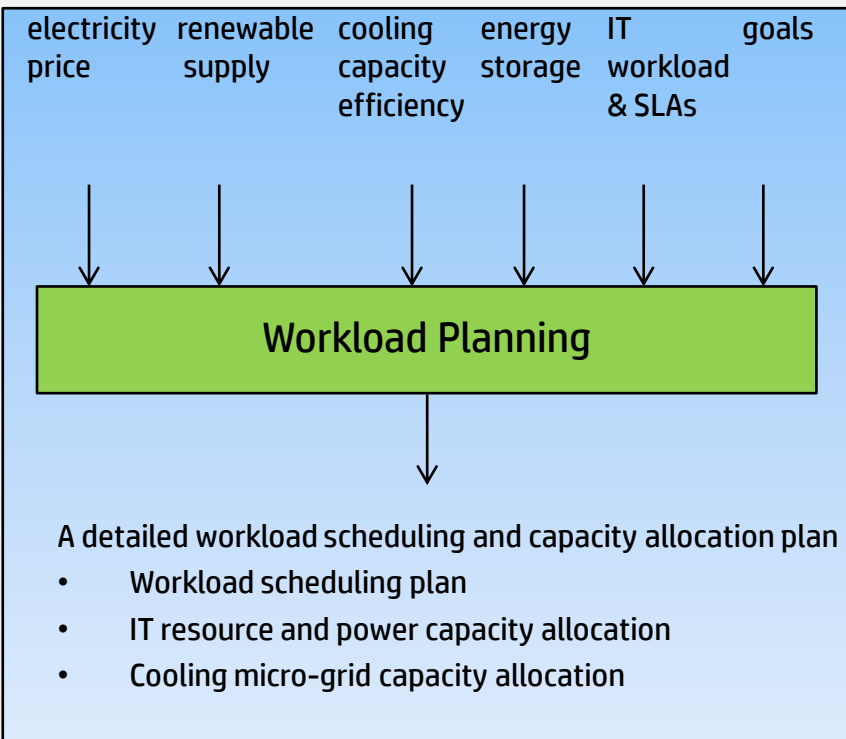 electricity price
renewable supply
cooling capacity efficiency
energy storage
IT workload & SLAs
goals
Workload Planning
A detailed workload scheduling and capacity allocation plan
• Workload scheduling plan
• IT resource and power capacity allocation
• Cooling micro-grid capacity allocation